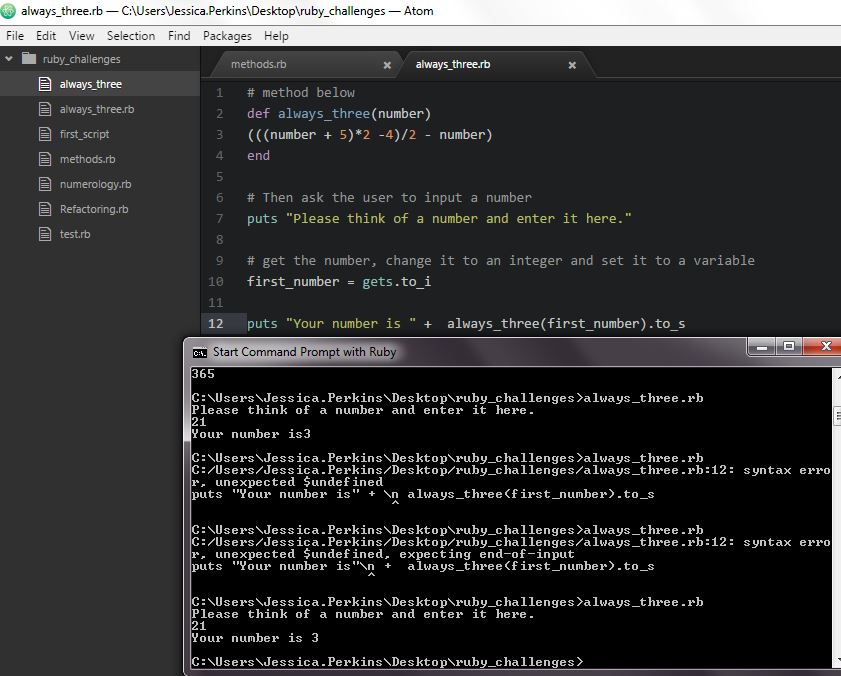 always_three.rb — C:\Users\Jessica.Perkins\Desktop\ruby_challenges — Atom
File Edit View Selection Find Packages Help
ruby_challenges
always_three
always_three.rb
first_script
methods.rb
numerology.rb
Refactoring.rb
test.rb
methods.rb × always_three.rb ×
1 # method below
2 def always_three(number)
3 (((number + 5)*2 -4)/2 - number)
4 end
5
6 # Then ask the user to input a number
7 puts "Please think of a number and enter it here."
8
9 # get the number, change it to an integer and set it to a variable
10 first_number = gets.to_i
11
12 puts "Your number is " +  always_three(first_number).to_s
C:\. Start Command Prompt with Ruby
365
C:\Users\Jessica.Perkins\Desktop\ruby_challenges>always_three.rb
Please think of a number and enter it here.
21
Your number is3
C:\Users\Jessica.Perkins\Desktop\ruby_challenges>always_three.rb
C:/Users/Jessica.Perkins/Desktop/ruby_challenges/always_three.rb:12: syntax erro
r, unexpected $undefined
puts "Your number is" + \n always_three(first_number).to_s
^
C:\Users\Jessica.Perkins\Desktop\ruby_challenges>always_three.rb
C:/Users/Jessica.Perkins/Desktop/ruby_challenges/always_three.rb:12: syntax erro
r, unexpected $undefined, expecting end-of-input
puts "Your number is"\n +  always_three(first_number).to_s
^
C:\Users\Jessica.Perkins\Desktop\ruby_challenges>always_three.rb
Please think of a number and enter it here.
21
Your number is 3
C:\Users\Jessica.Perkins\Desktop\ruby_challenges>